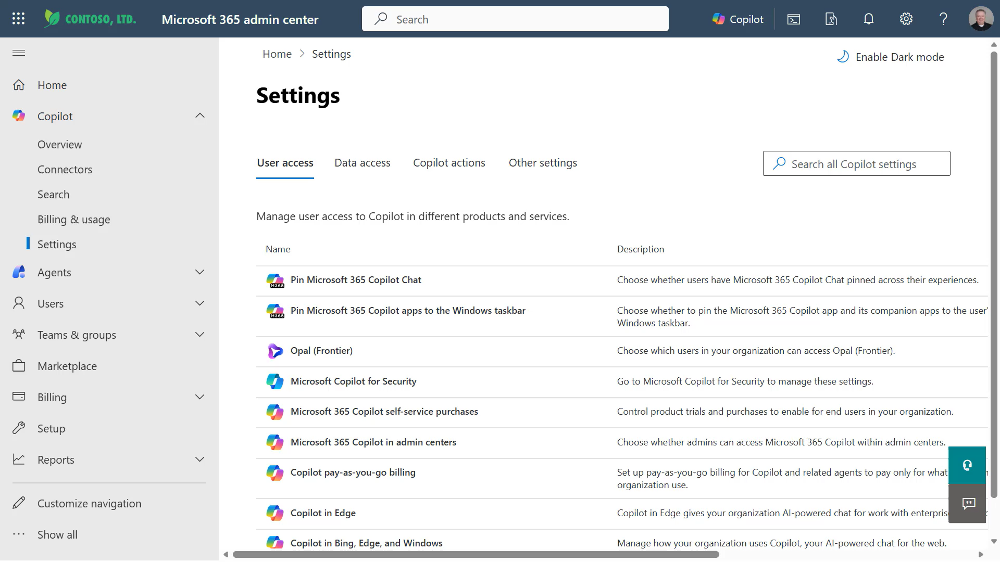 CONTOSO, LTD.
Microsoft 365 admin center
Search
Copilot
Home
Copilot
Overview
Connectors
Search
Billing & usage
Settings
Agents
Users
Teams & groups
Marketplace
Billing
Setup
Reports
Customize navigation
Show all
Home > Settings
Enable Dark mode
Settings
User access
Data access
Copilot actions
Other settings
Search all Copilot settings
Manage user access to Copilot in different products and services.
Name
Description
M365
Pin Microsoft 365 Copilot Chat
Choose whether users have Microsoft 365 Copilot Chat pinned across their experiences.
M365
Pin Microsoft 365 Copilot apps to the Windows taskbar
Choose whether to pin the Microsoft 365 Copilot app and its companion apps to the user'
Windows taskbar.
Opal (Frontier)
Choose which users in your organization can access Opal (Frontier).
Microsoft Copilot for Security
Go to Microsoft Copilot for Security to manage these settings.
Microsoft 365 Copilot self-service purchases
Control product trials and purchases to enable for end users in your organization.
Microsoft 365 Copilot in admin centers
Choose whether admins can access Microsoft 365 Copilot within admin centers.
Copilot pay-as-you-go billing
Set up pay-as-you-go billing for Copilot and related agents to pay only for what
organization use.
Copilot in Edge
Copilot in Edge gives your organization AI-powered chat for work with
Copilot in Bing, Edge, and Windows
Manage how your organization uses Copilot, your AI-powered chat for the web.